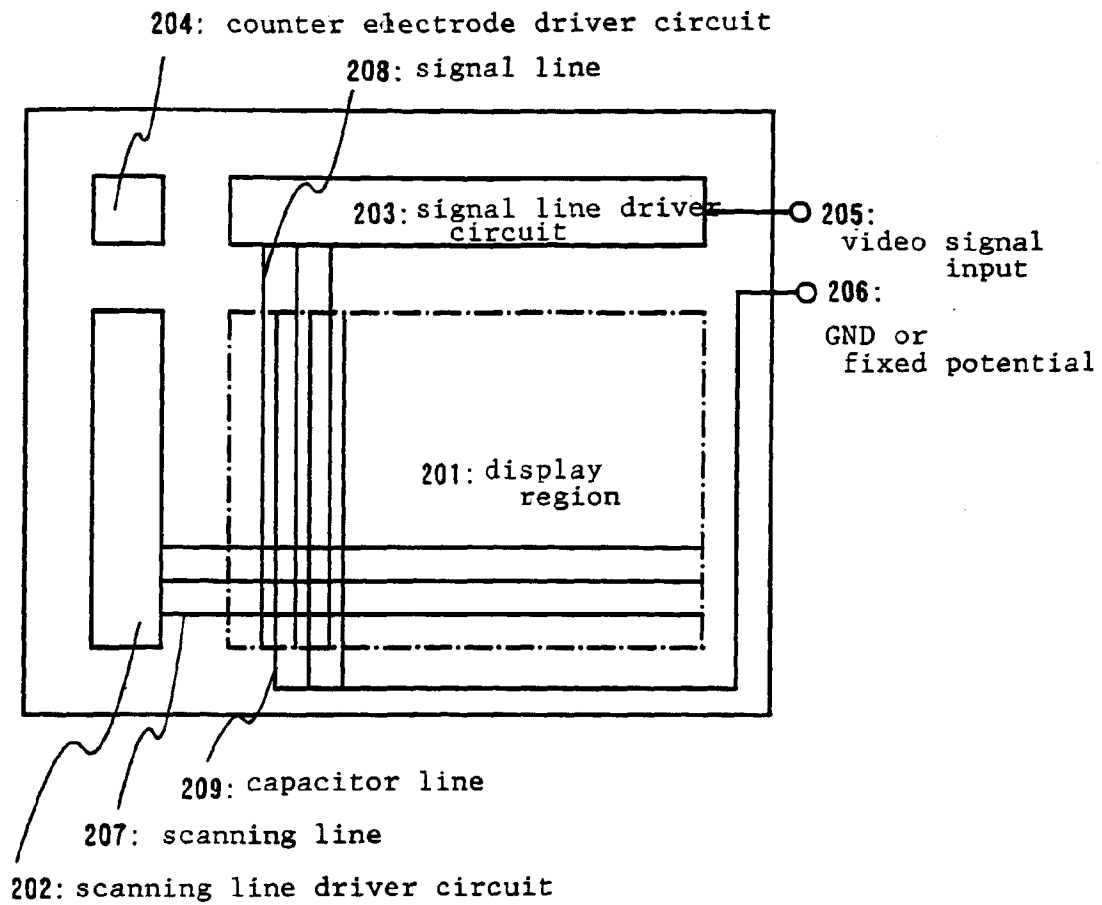 204: counter electrode driver circuit
208: signal line
203: signal line driver
circuit
205:
video signal
input
206:
GND or
fixed potential
201: display
region
209: capacitor line
207: scanning line
202: scanning line driver circuit